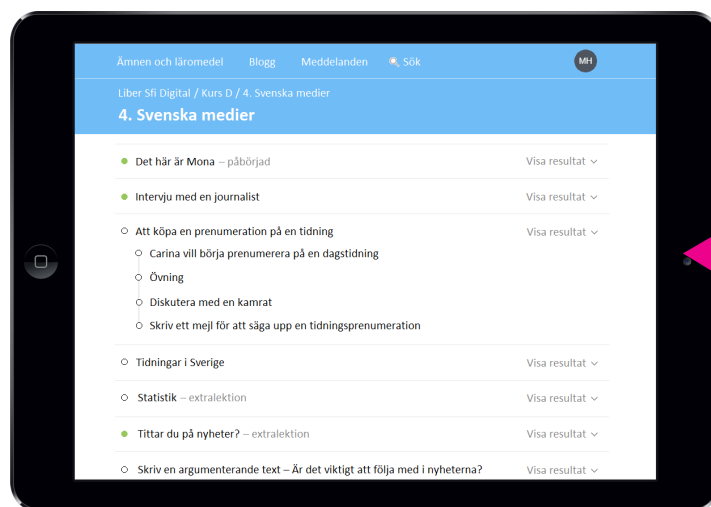 Ämnen och läromedel Blogg Meddelanden Sök MH
Liber Sfi Digital / Kurs D / 4. Svenska medier
4. Svenska medier
Det här är Mona – påbörjad Visa resultat
Intervju med en journalist Visa resultat
Att köpa en prenumeration på en tidning Visa resultat
Carina vill börja prenumerera på en dagstidning
Övning
Diskutera med en kamrat
Skriv ett mejl för att säga upp en tidningsprenumeration
Tidningar i Sverige Visa resultat
Statistik – extralektion Visa resultat
Tittar du på nyheter? – extralektion Visa resultat
Skriv en argumenterande text – Är det viktigt att följa med i nyheterna? Visa resultat